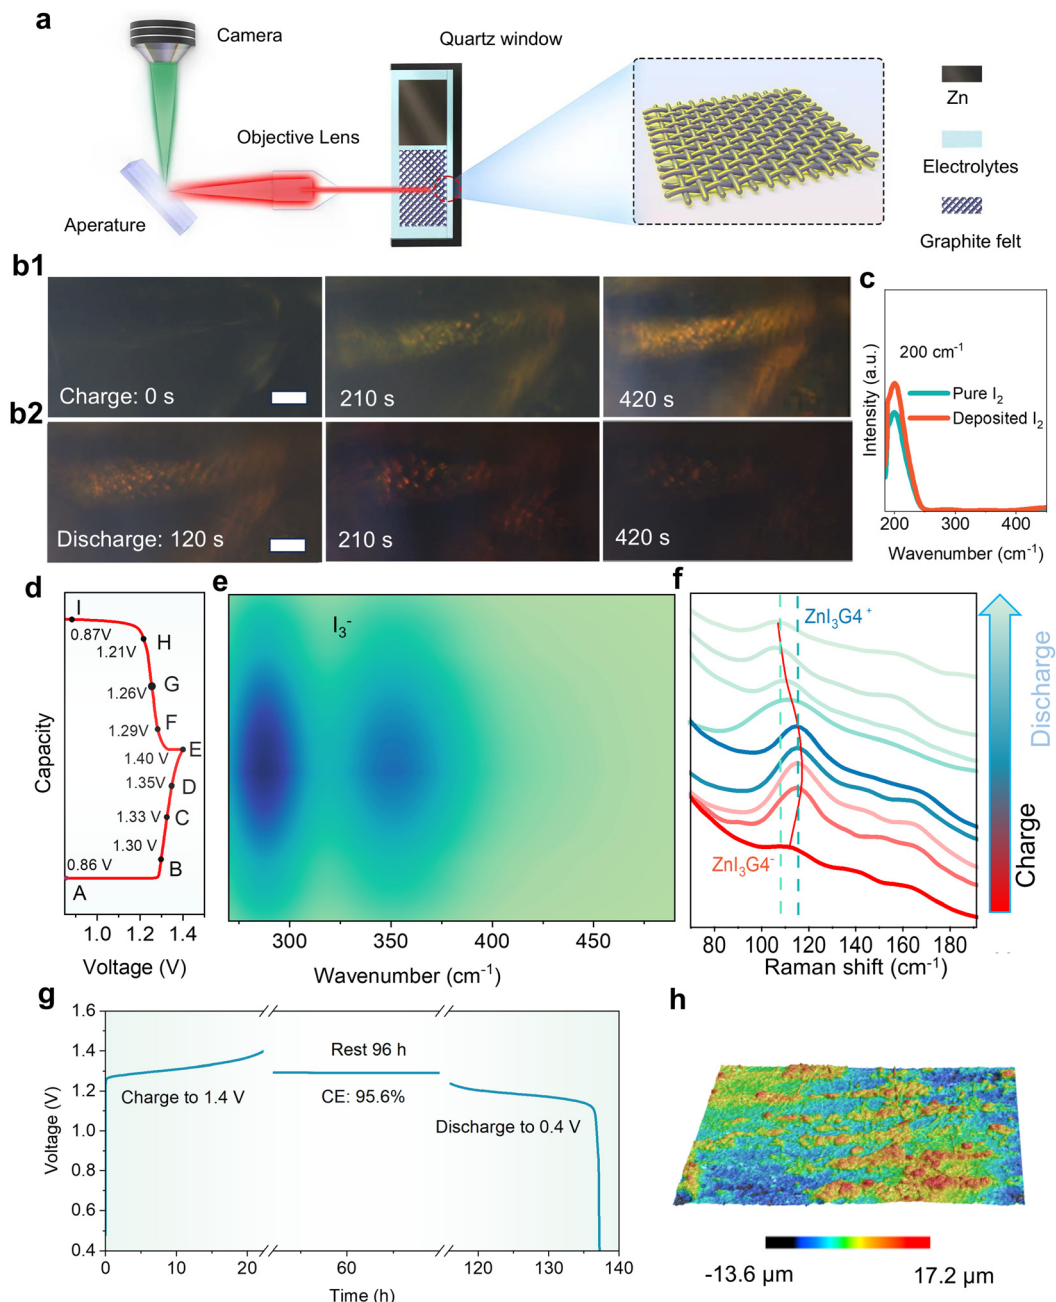 a
Camera
Quartz window
Objective Lens
Aperature
Zn
Electrolytes
Graphite felt
b1
Charge: 0 s
210 s
420 s
b2
Discharge: 120 s
210 s
420 s
c
200 cm⁻¹
Pure I₂
Deposited I₂
Intensity (a.u.)
200 300 400
Wavenumber (cm⁻¹)
d
I
0.87V
1.21V
H
1.26V
G
1.29V
F
1.40 V
E
1.35V
D
1.33 V
C
1.30 V
B
0.86 V
A
Capacity
1.0 1.2 1.4
Voltage (V)
e
I₃⁻
300 350 400 450
Wavenumber (cm⁻¹)
f
ZnI₃G4⁺
ZnI₃G4⁻
80 100 120 140 160 180
Raman shift (cm⁻¹)
Discharge
Charge
g
1.6
1.4
1.2
1.0
0.8
0.6
0.4
Voltage (V)
Charge to 1.4 V
Rest 96 h
CE: 95.6%
Discharge to 0.4 V
0 10 20 60 120 130 140
Time (h)
h
-13.6 µm
17.2 µm